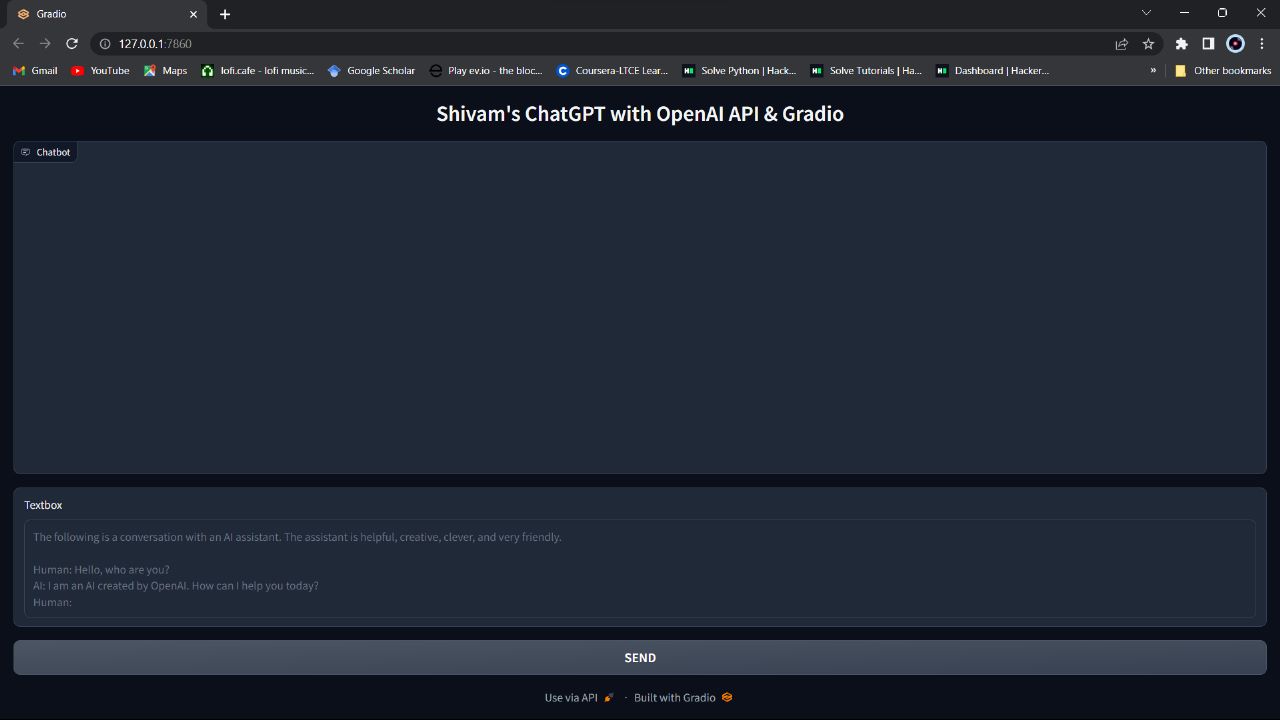 Gradio
127.0.0.1:7860
Gmail YouTube Maps lofi.cafe - lofi music... Google Scholar Play ev.io - the bloc... Coursera-LTCE Lear... Solve Python | Hack... Solve Tutorials | Ha... Dashboard | Hacker... » Other bookmarks
Shivam's ChatGPT with OpenAI API & Gradio
Chatbot
Textbox
The following is a conversation with an AI assistant. The assistant is helpful, creative, clever, and very friendly.
Human: Hello, who are you?
AI: I am an AI created by OpenAI. How can I help you today?
Human:
SEND
Use via API · Built with Gradio